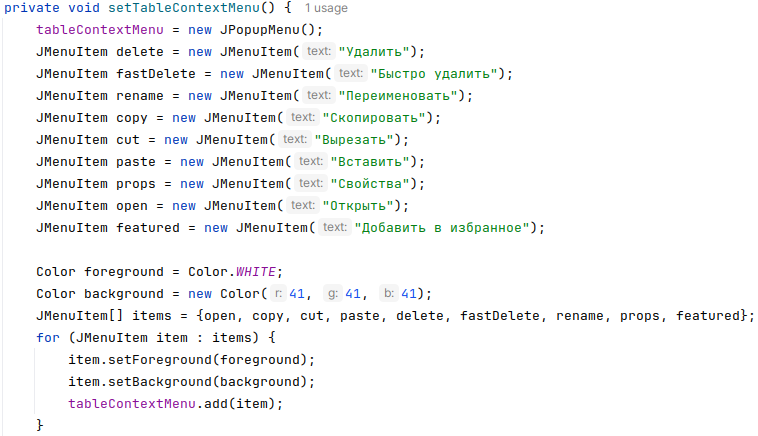 private void setTableContextMenu() { 1 usage
tableContextMenu = new JPopupMenu();
JMenuItem delete = new JMenuItem( text: "Удалить");
JMenuItem fastDelete = new JMenuItem( text: "Быстро удалить");
JMenuItem rename = new JMenuItem( text: "Переименовать");
JMenuItem copy = new JMenuItem( text: "Скопировать");
JMenuItem cut = new JMenuItem( text: "Вырезать");
JMenuItem paste = new JMenuItem( text: "Вставить");
JMenuItem props = new JMenuItem( text: "Свойства");
JMenuItem open = new JMenuItem( text: "Открыть");
JMenuItem featured = new JMenuItem( text: "Добавить в избранное");
Color foreground = Color.WHITE;
Color background = new Color( r: 41, g: 41, b: 41);
JMenuItem[] items = {open, copy, cut, paste, delete, fastDelete, rename, props, featured};
for (JMenuItem item : items) {
item.setForeground(foreground);
item.setBackground(background);
tableContextMenu.add(item);
}